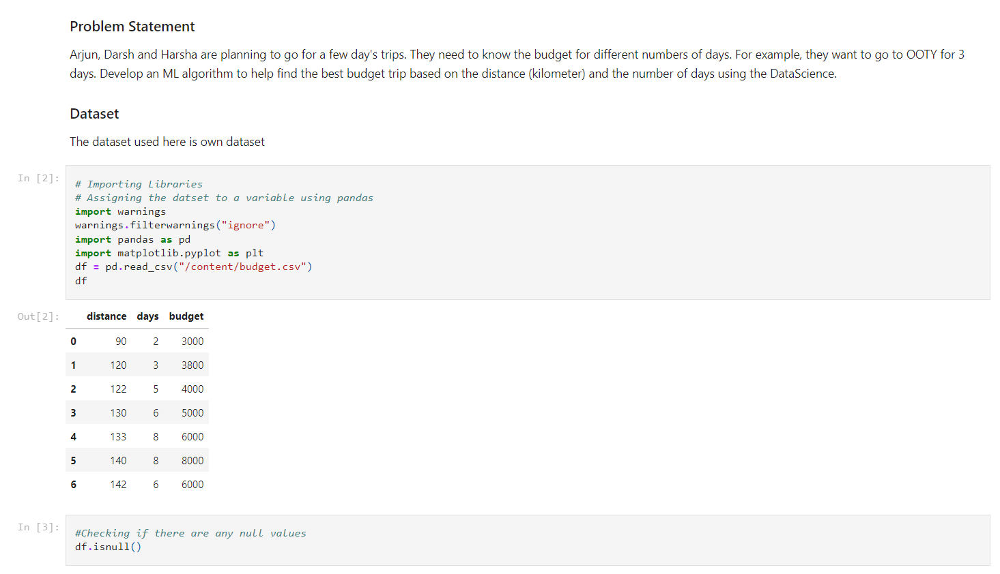 Problem Statement
Arjun, Darsh and Harsha are planning to go for a few day's trips. They need to know the budget for different numbers of days. For example, they want to go to OOTY for 3
days. Develop an ML algorithm to help find the best budget trip based on the distance (kilometer) and the number of days using the DataScience.
Dataset
The dataset used here is own dataset
In [2]:
# Importing Libraries
# Assigning the datset to a variable using pandas
import warnings
warnings.filterwarnings("ignore")
import pandas as pd
import matplotlib.pyplot as plt
df = pd.read_csv("/content/budget.csv")
df
Out[2]:
distance days budget
0 90 2 3000
1 120 3 3800
2 122 5 4000
3 130 6 5000
4 133 8 6000
5 140 8 8000
6 142 6 6000
In [3]:
#Checking if there are any null values
df.isnull()